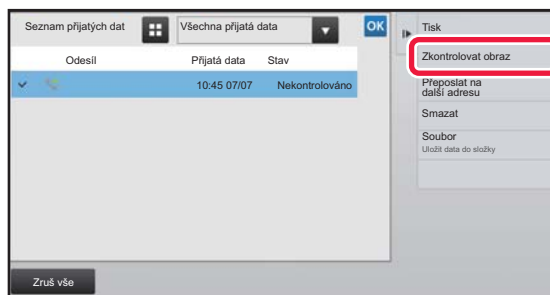 Seznam přijatých dat
Všechna přijatá data
OK
Odesíl
Přijatá data
Stav
10:45 07/07
Nekontrolováno
Tisk
Zkontrolovat obraz
Přeposlat na
další adresu
Smazat
Soubor
Uložit data do složky
Zruš vše